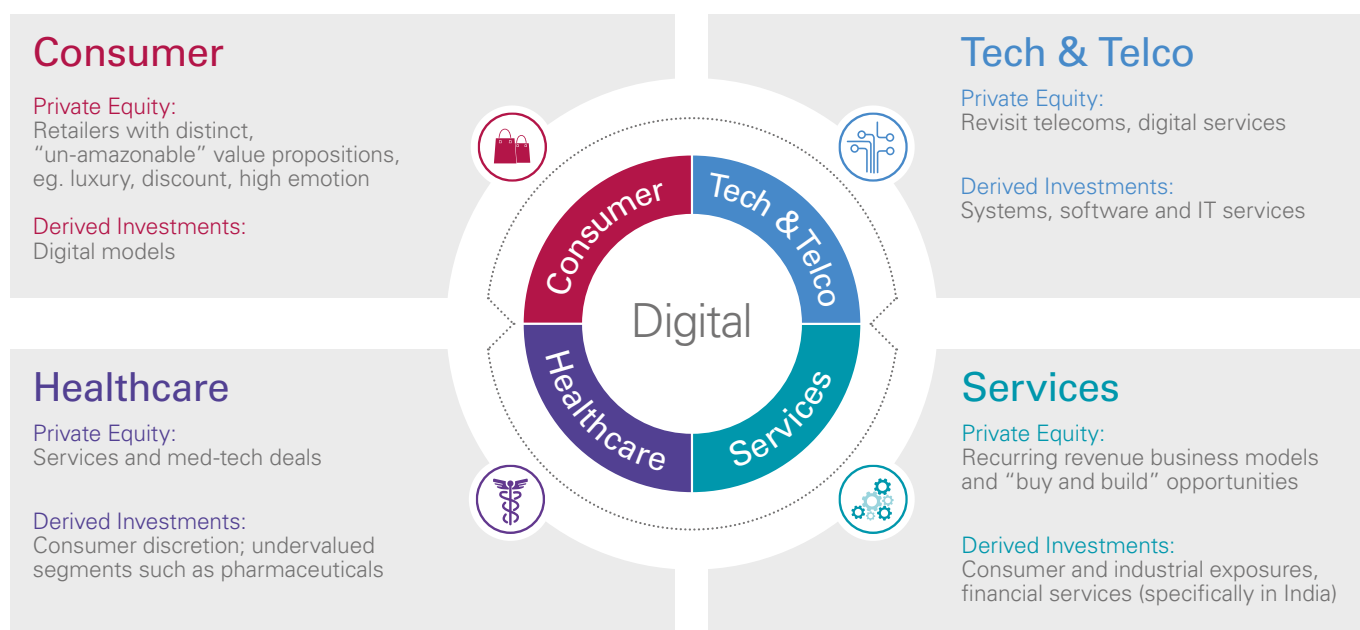 Consumer
Private Equity:
Retailers with distinct,
“un-amazonable” value propositions,
eg. luxury, discount, high emotion
Derived Investments:
Digital models
Tech & Telco
Private Equity:
Revisit telecoms, digital services
Derived Investments:
Systems, software and IT services
Consumer
Tech & Telco
Digital
Healthcare
Services
Healthcare
Private Equity:
Services and med-tech deals
Derived Investments:
Consumer discretion; undervalued
segments such as pharmaceuticals
Services
Private Equity:
Recurring revenue business models
and “buy and build” opportunities
Derived Investments:
Consumer and industrial exposures,
financial services (specifically in India)